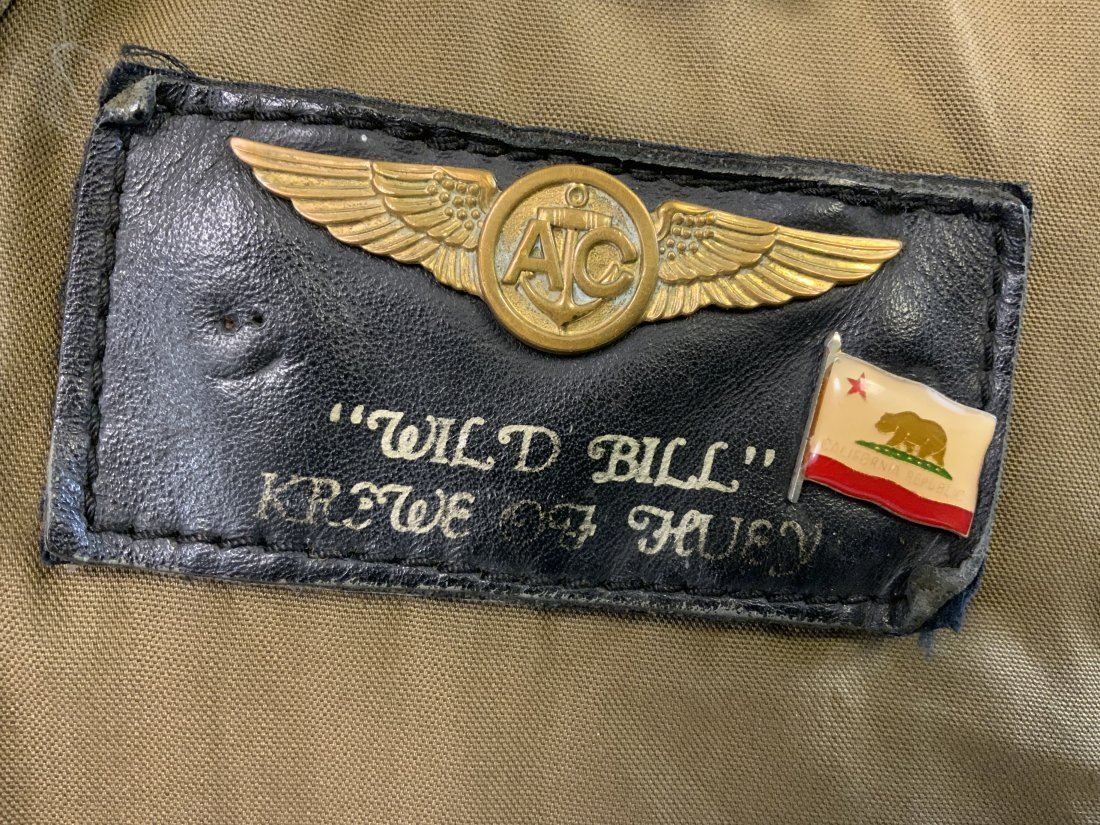 AC
"WILD BILL"
KREWE OF HUEY
CALIFORNIA REPUBLIC